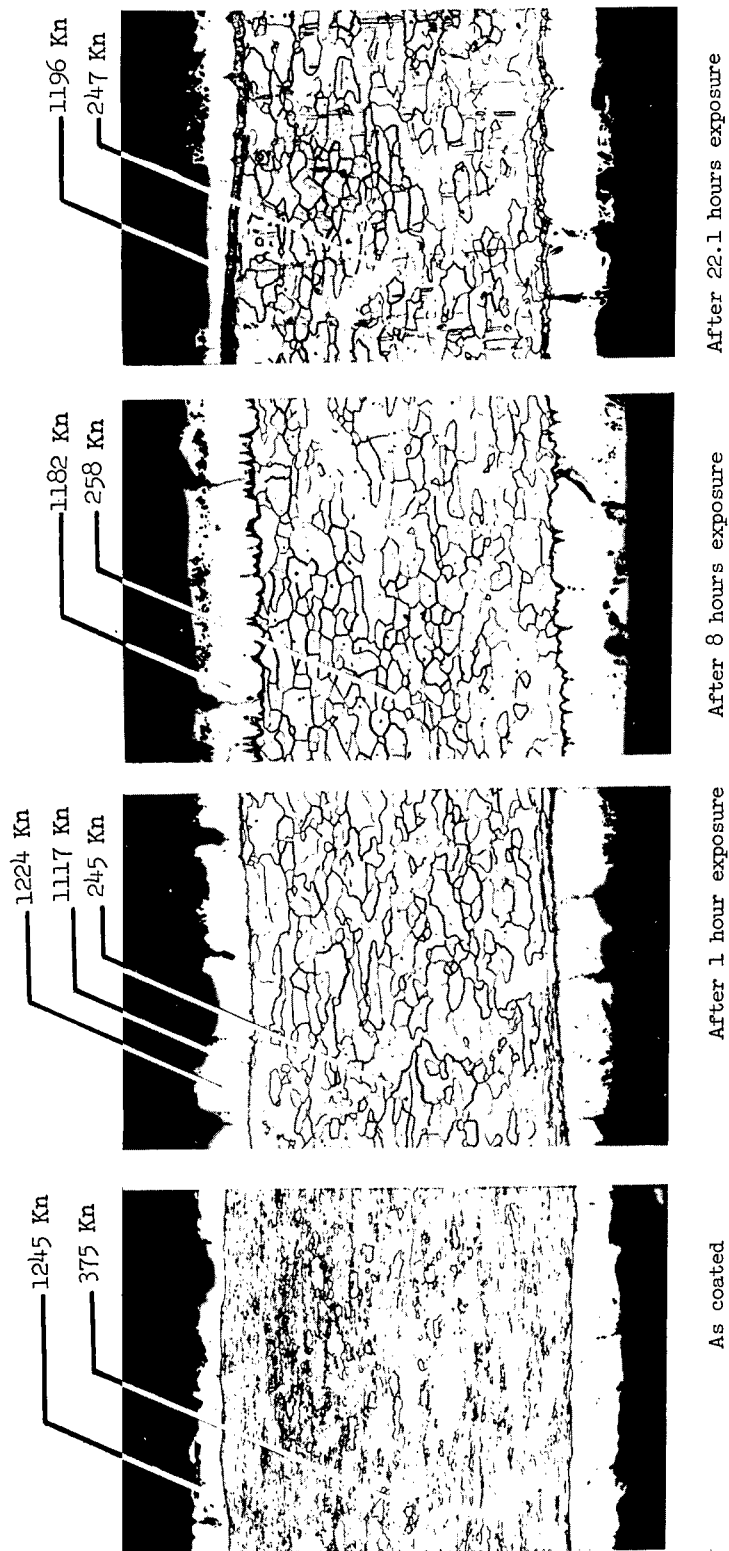 1245 Kn
375 Kn
As coated
1224 Kn
1117 Kn
245 Kn
After 1 hour exposure
1182 Kn
258 Kn
After 8 hours exposure
1196 Kn
247 Kn
After 22.1 hours exposure